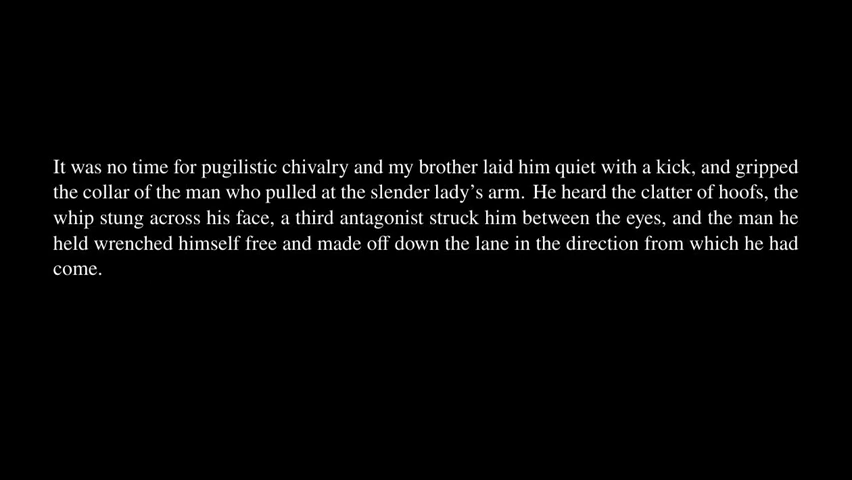 It was no time for pugilistic chivalry and my brother laid him quiet with a kick, and gripped
the collar of the man who pulled at the slender lady’s arm. He heard the clatter of hoofs, the
whip stung across his face, a third antagonist struck him between the eyes, and the man he
held wrenched himself free and made off down the lane in the direction from which he had
come.